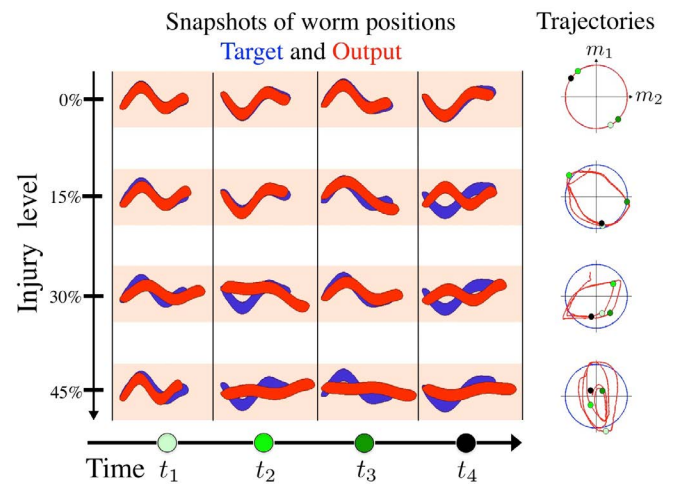 Snapshots of worm positions
Target and Output
Trajectories
m1
m2
Injury level
0%
15%
30%
45%
Time t1 t2 t3 t4